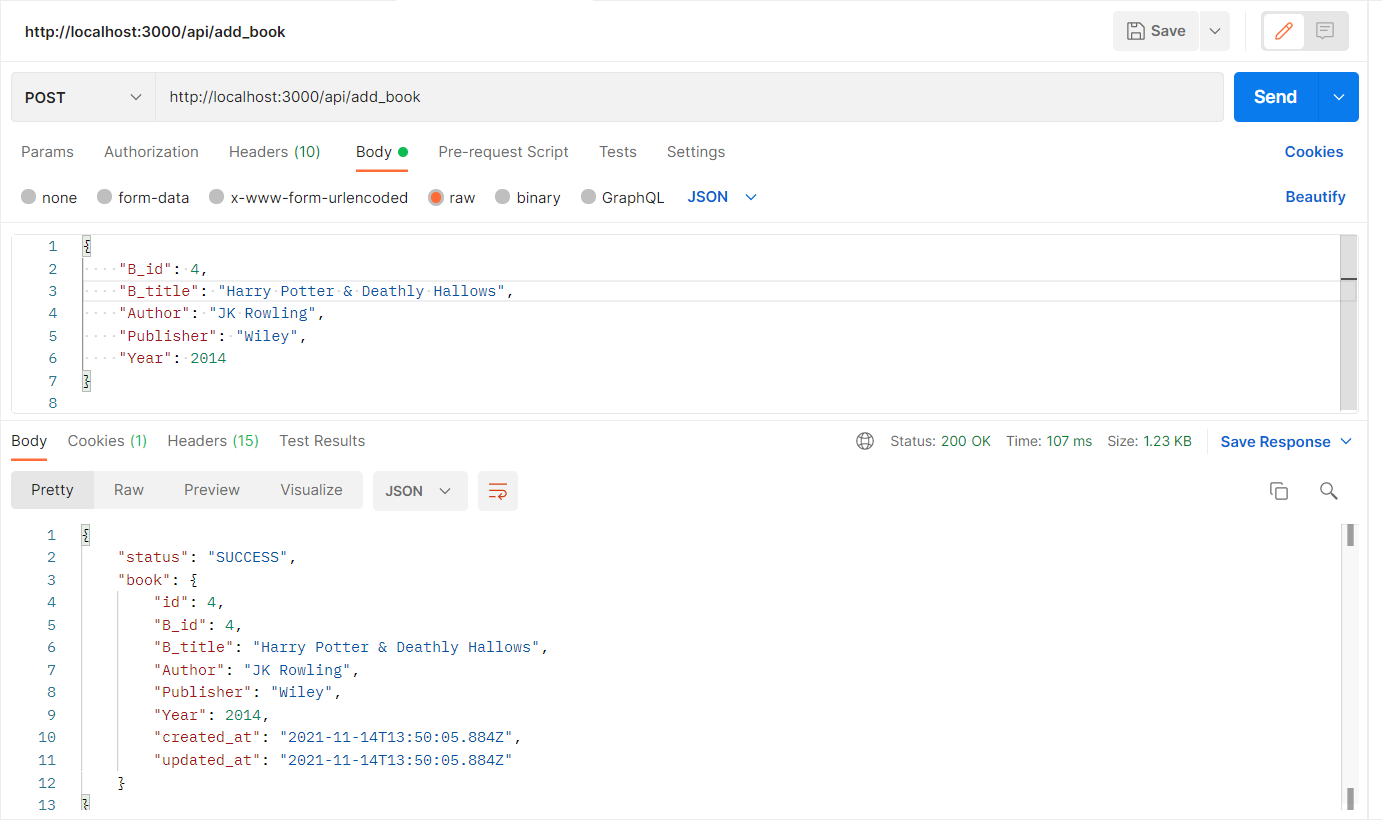 http://localhost:3000/api/add_book Save
POST http://localhost:3000/api/add_book Send
Params Authorization Headers (10) Body Pre-request Script Tests Settings Cookies
none form-data x-www-form-urlencoded raw binary GraphQL JSON Beautify
1 {
2 "B_id": 4,
3 "B_title": "Harry Potter & Deathly Hallows",
4 "Author": "JK Rowling",
5 "Publisher": "Wiley",
6 "Year": 2014
7 }
8
Body Cookies (1) Headers (15) Test Results Status: 200 OK Time: 107 ms Size: 1.23 KB Save Response
Pretty Raw Preview Visualize JSON
1 {
2 "status": "SUCCESS",
3 "book": {
4 "id": 4,
5 "B_id": 4,
6 "B_title": "Harry Potter & Deathly Hallows",
7 "Author": "JK Rowling",
8 "Publisher": "Wiley",
9 "Year": 2014,
10 "created_at": "2021-11-14T13:50:05.884Z",
11 "updated_at": "2021-11-14T13:50:05.884Z"
12 }
13 }